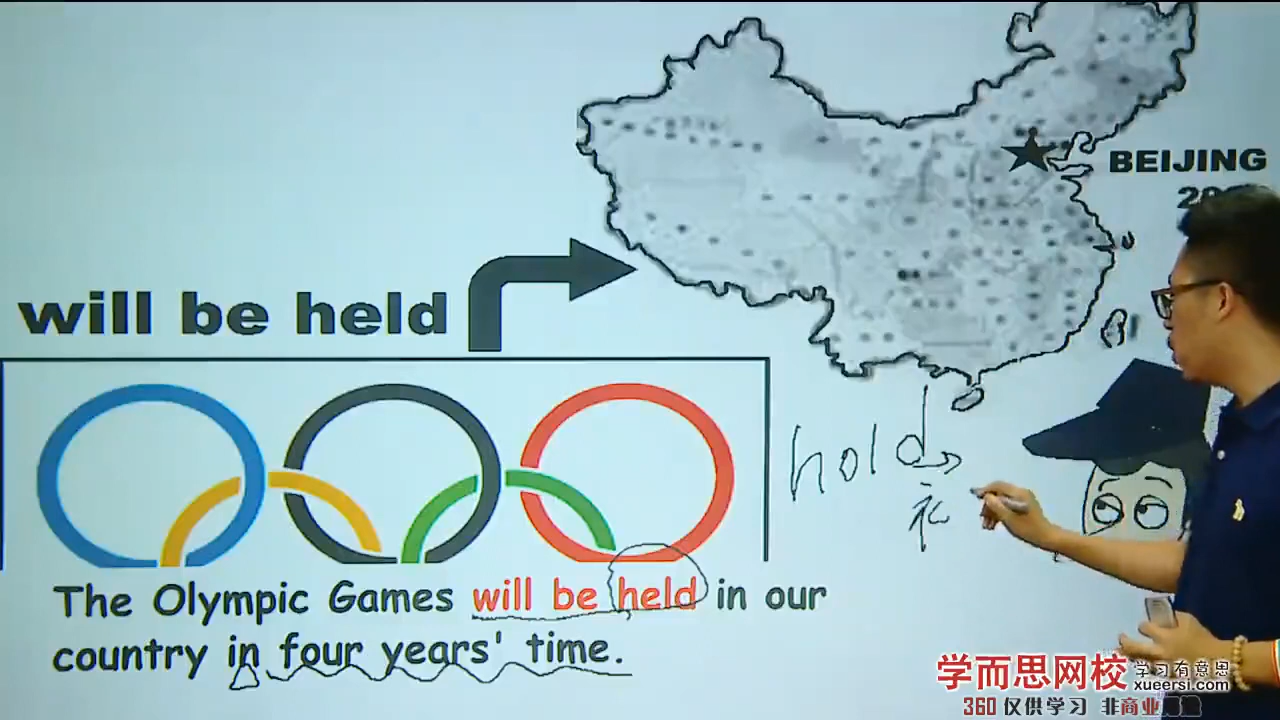 BEIJING
will be held
hold
The Olympic Games will be held in our
country in four years' time.
学而思网校 学习有意思
xueersi.com
360 仅供学习 非商业